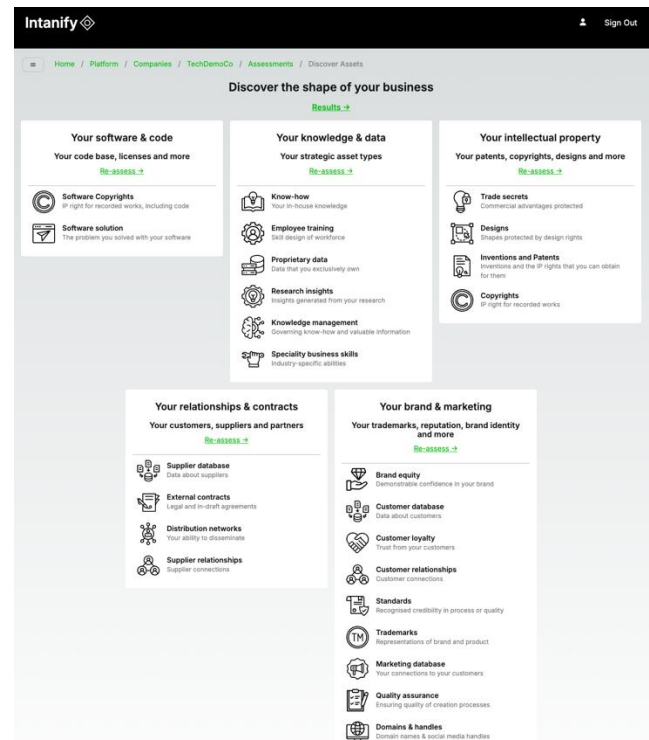 Intanify
Sign Out
Home / Platform / Companies / TechDemoCo / Assessments / Discover Assets
Discover the shape of your business
Results →
Your software & code
Your code base, licenses and more
Re-assess →
Software Copyrights
IP right for recorded works, including code
Software solution
The problem you solved with your software
Your knowledge & data
Your strategic asset types
Re-assess →
Know-how
Your in-house knowledge
Employee training
Skill design of workforce
Proprietary data
Data that you exclusively own
Research insights
Insights generated from your research
Knowledge management
Governing know-how and valuable information
Speciality business skills
Industry-specific abilities
Your intellectual property
Your patents, copyrights, designs and more
Re-assess →
Trade secrets
Commercial advantages protected
Designs
Shapes protected by design rights
Inventions and Patents
Inventions and the IP rights that you can obtain
for them
Copyrights
IP right for recorded works
Your relationships & contracts
Your customers, suppliers and partners
Re-assess →
Supplier database
Data about suppliers
External contracts
Legal and in-draft agreements
Distribution networks
Your ability to disseminate
Supplier relationships
Supplier connections
Your brand & marketing
Your trademarks, reputation, brand identity
and more
Re-assess →
Brand equity
Demonstrable confidence in your brand
Customer database
Data about customers
Customer loyalty
Trust from your customers
Customer relationships
Customer connections
Standards
Recognised credibility in process or quality
TM
Trademarks
Representations of brand and product
Marketing database
Your connections to your customers
Quality assurance
Ensuring quality of creation processes
Domains & handles
Domain names & social media handles